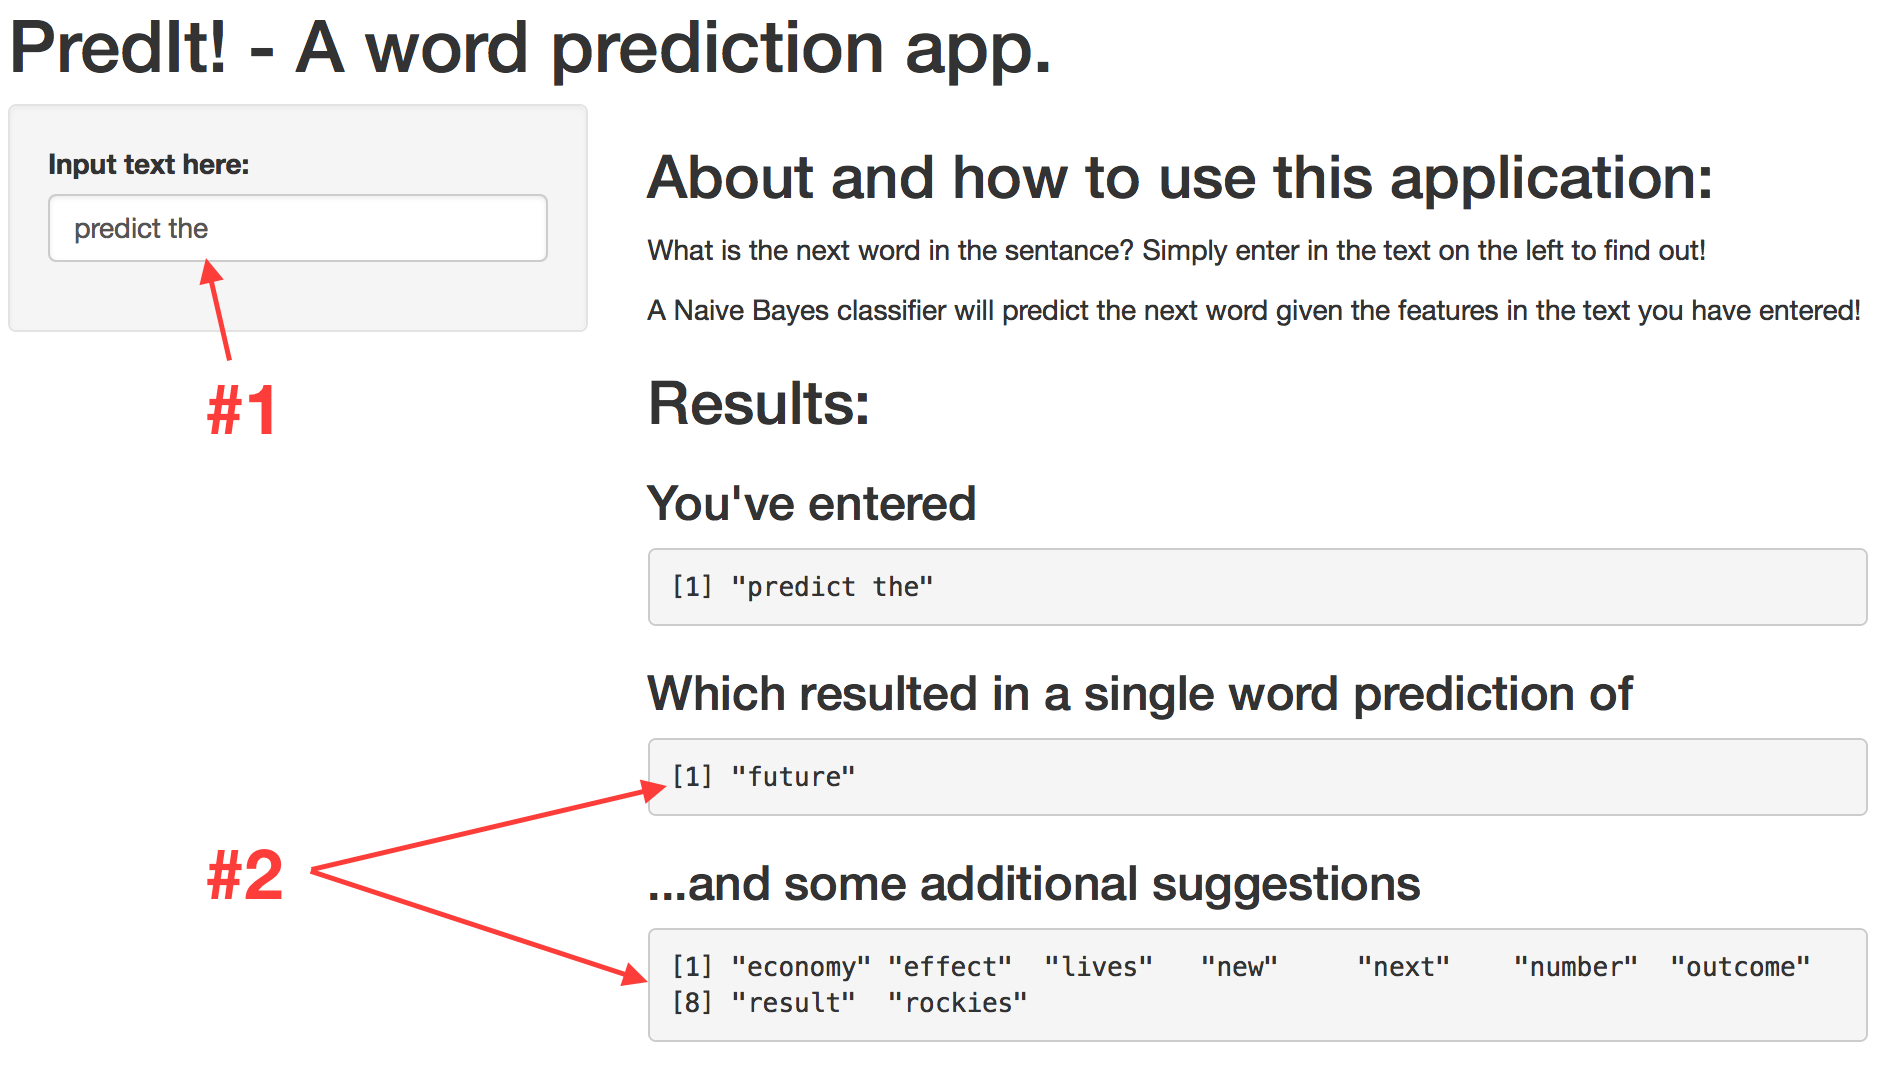 PredIt! - A word prediction app.
Input text here:
predict the
#1
About and how to use this application:
What is the next word in the sentance? Simply enter in the text on the left to find out!
A Naive Bayes classifier will predict the next word given the features in the text you have entered!
Results:
You've entered
[1] "predict the"
Which resulted in a single word prediction of
[1] "future"
#2
...and some additional suggestions
[1] "economy" "effect" "lives" "new" "next" "number" "outcome"
[8] "result" "rockies"